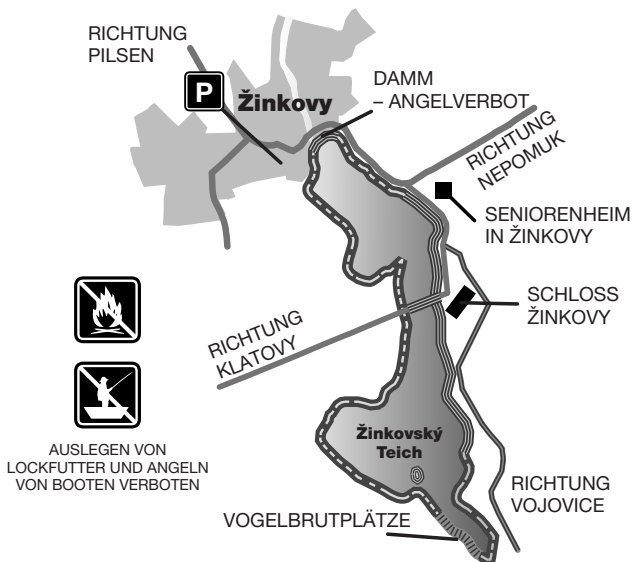 RICHTUNG
PILSEN
P
Žinkovy
DAMM
– ANGELVERBOT
RICHTUNG
NEPOMUK
SENIORENHEIM
IN ŽINKOVY
SCHLOSS
ŽINKOVY
RICHTUNG
KLATOVY
AUSLEGEN VON
LOCKFUTTER UND ANGELN
VON BOOTEN VERBOTEN
Žinkovský
Teich
RICHTUNG
VOJOVICE
VOGELBRUTPLÄTZE